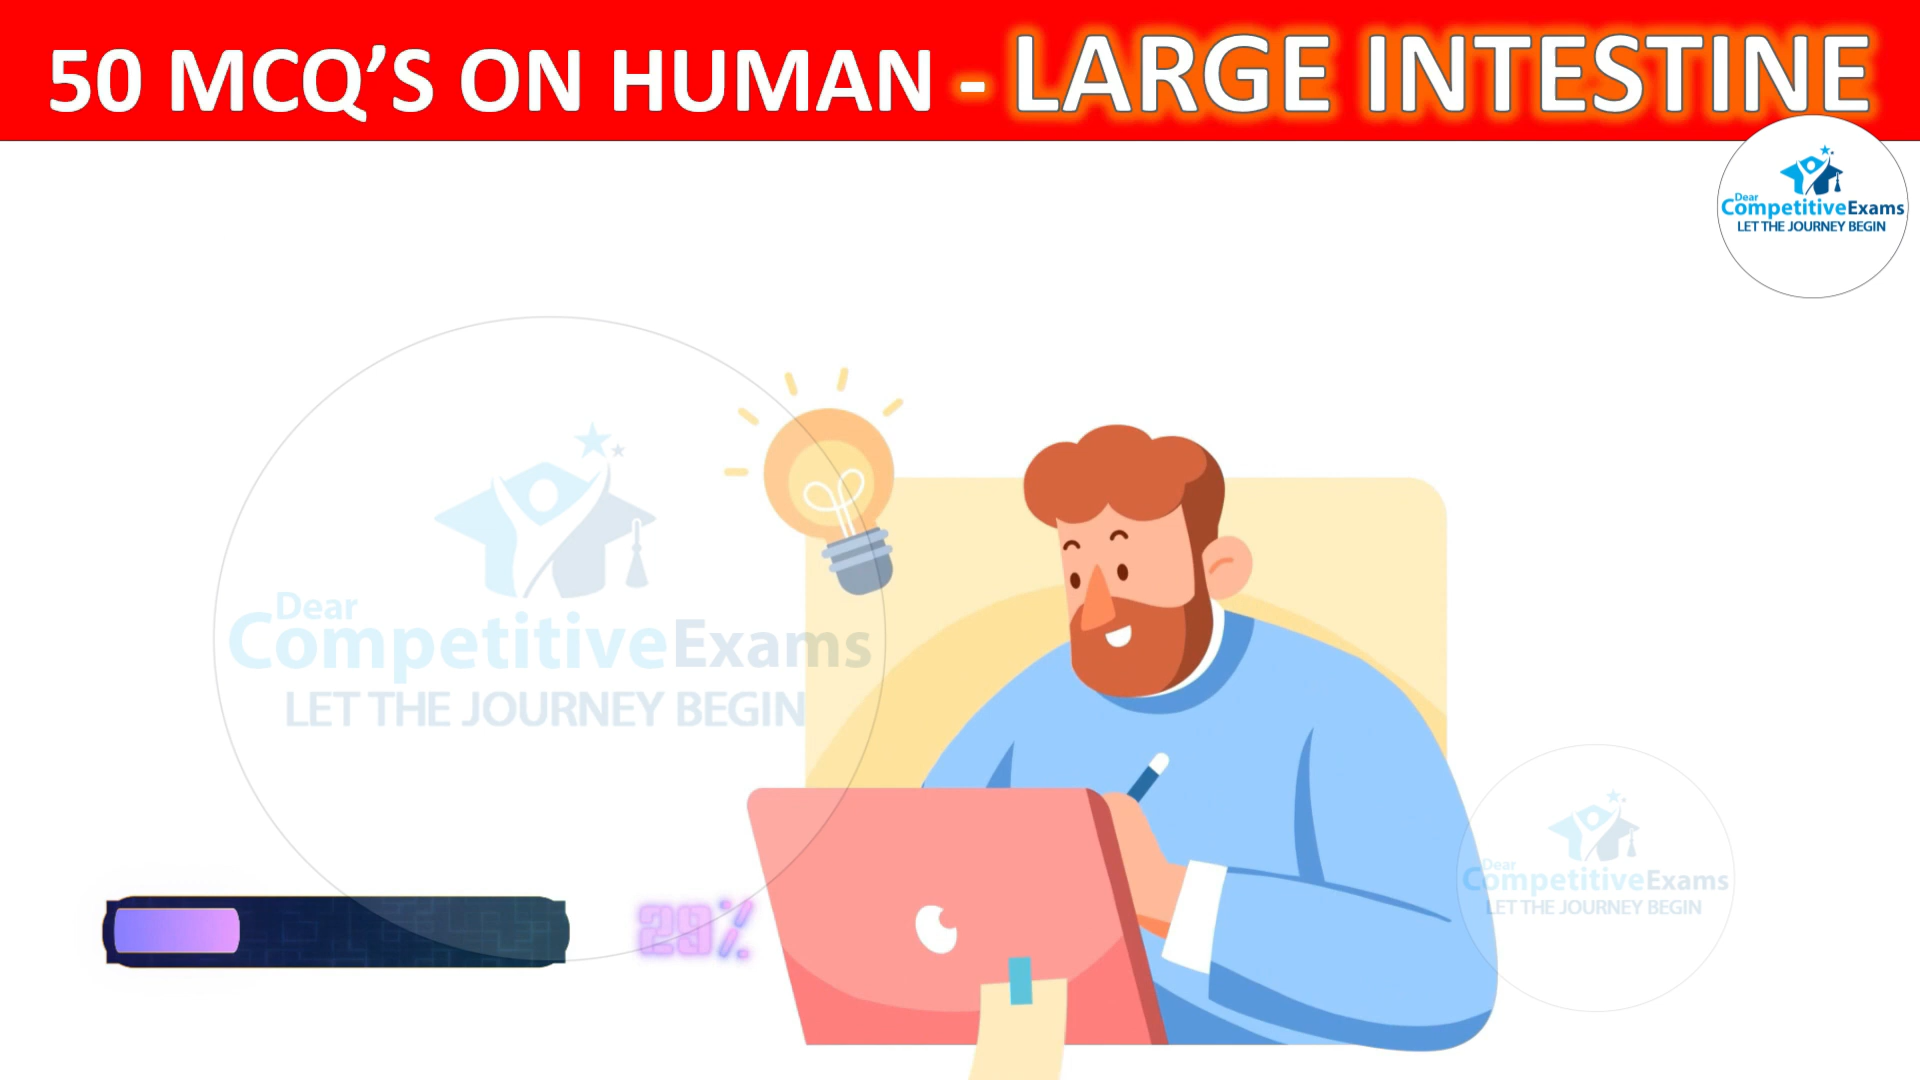 50 MCQ’S ON HUMAN - LARGE INTESTINE
Dear
CompetitiveExams
LET THE JOURNEY BEGIN
Dear
CompetitiveExams
LET THE JOURNEY BEGIN
29%
Dear
CompetitiveExams
LET THE JOURNEY BEGIN